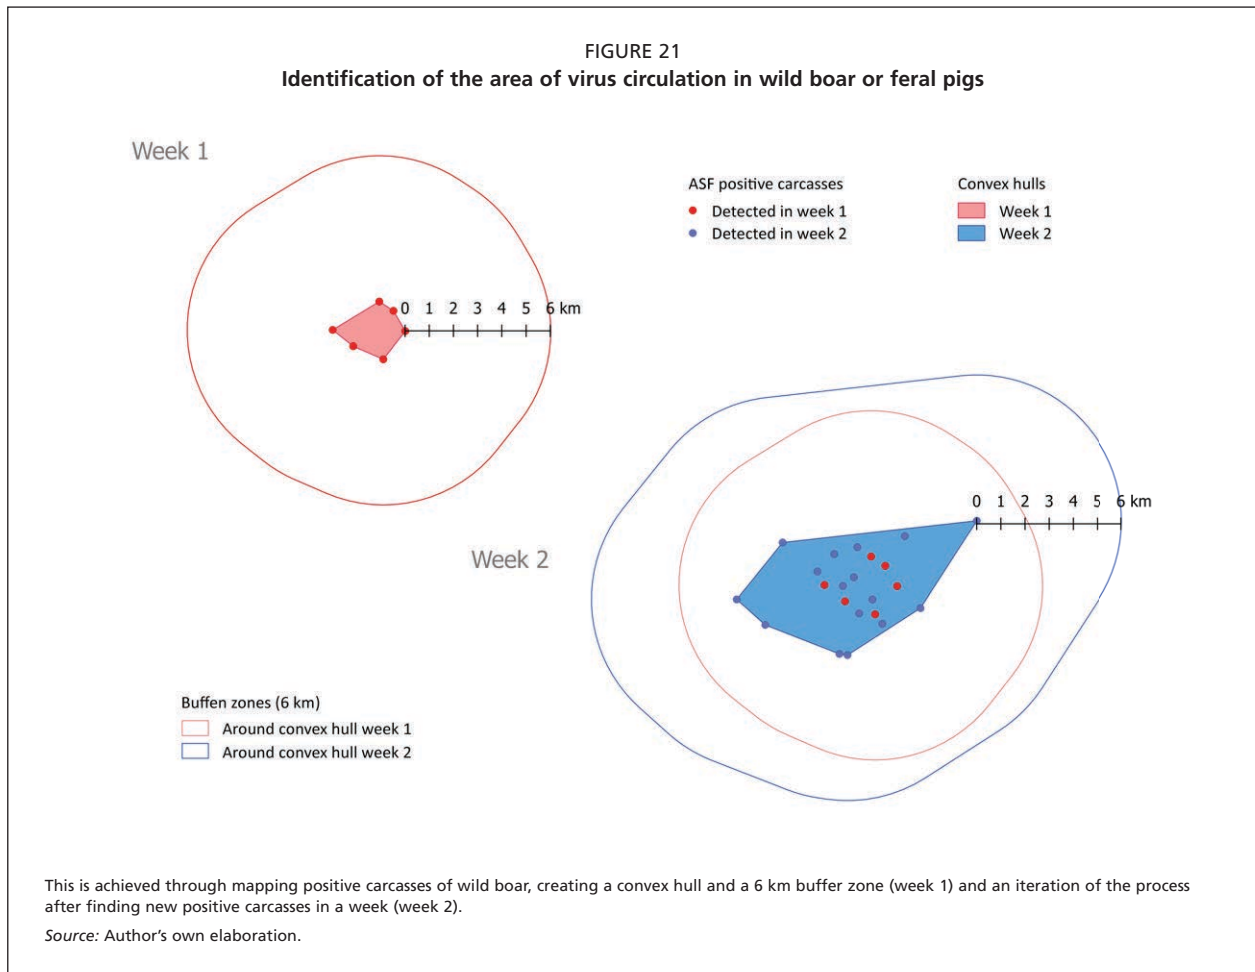 FIGURE 21
Identification of the area of virus circulation in wild boar or feral pigs
Week 1
ASF positive carcasses
Detected in week 1
Detected in week 2
Convex hulls
Week 1
Week 2
0 1 2 3 4 5 6 km
0 1 2 3 4 5 6 km
Week 2
Buffen zones (6 km)
Around convex hull week 1
Around convex hull week 2
This is achieved through mapping positive carcasses of wild boar, creating a convex hull and a 6 km buffer zone (week 1) and an iteration of the process
after finding new positive carcasses in a week (week 2).
Source: Author's own elaboration.